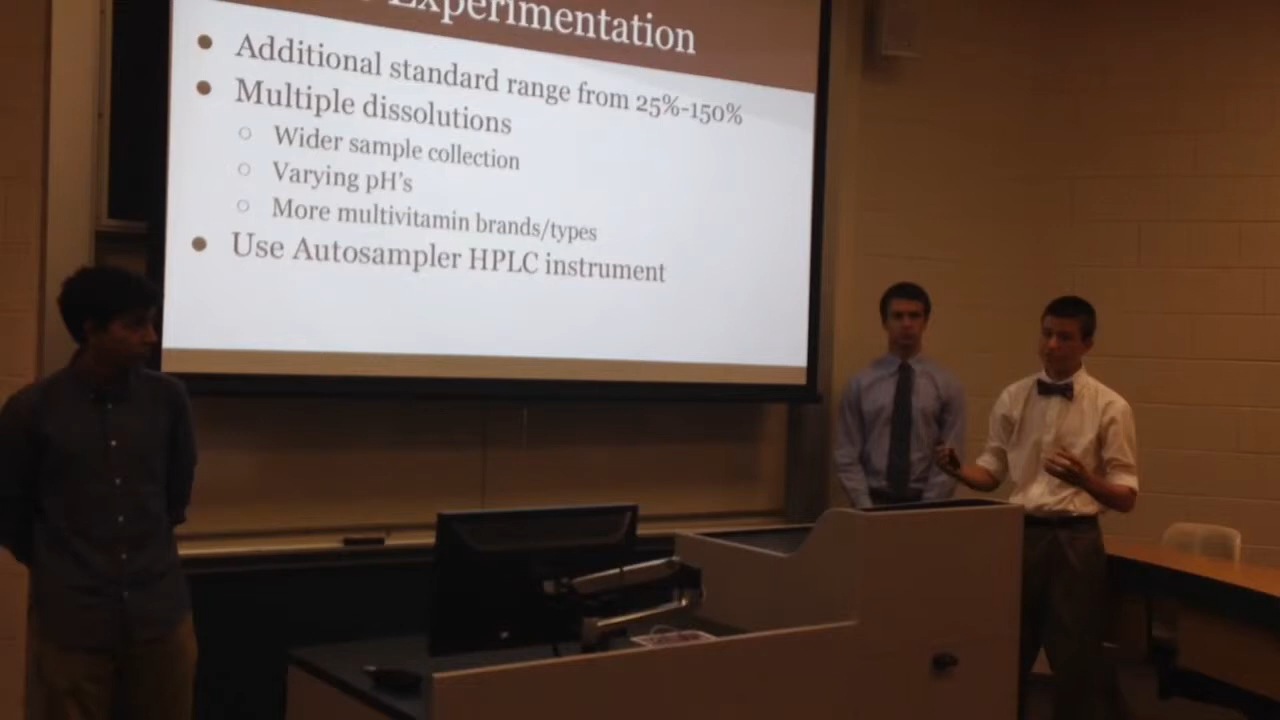 Experimentation
● Additional standard range from 25%-150%
● Multiple dissolutions
○ Wider sample collection
○ Varying pH's
○ More multivitamin brands/types
● Use Autosampler HPLC instrument